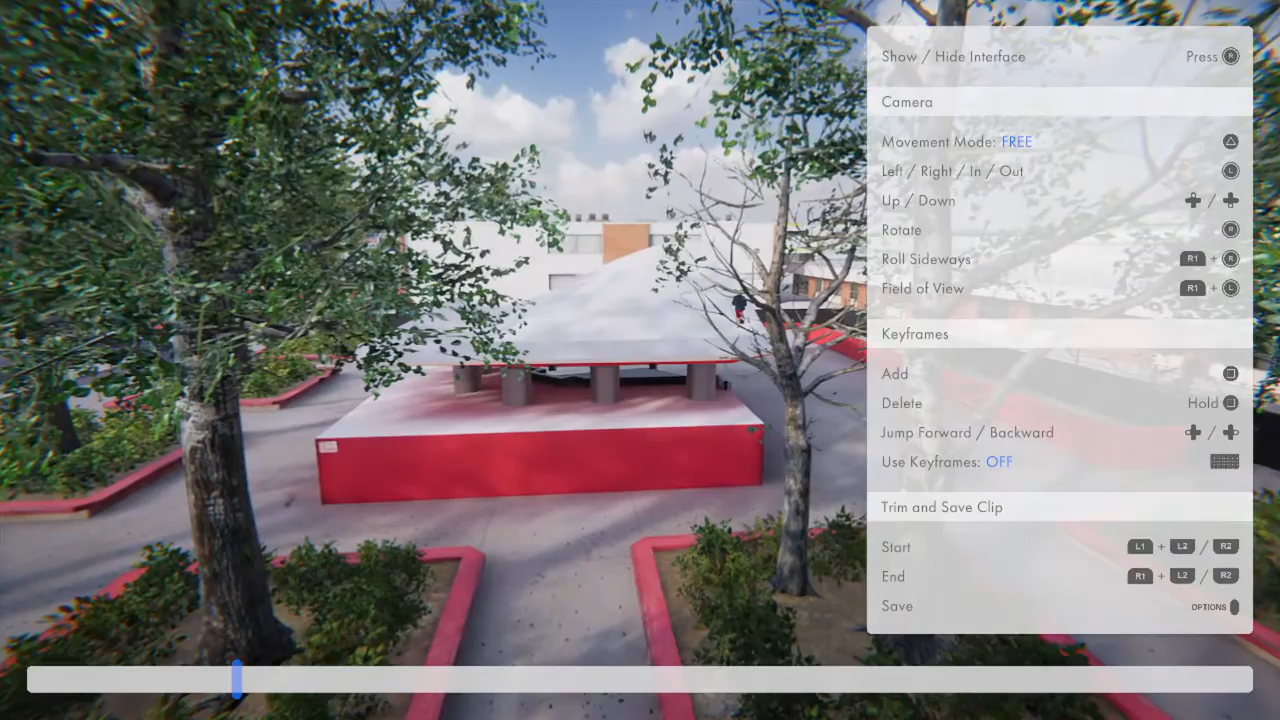 Show / Hide Interface Press R
Camera
Movement Mode: FREE
Left / Right / In / Out L
Up / Down /
Rotate R
Roll Sideways R1 + R
Field of View R1 + L
Keyframes
Add
Delete Hold
Jump Forward / Backward /
Use Keyframes: OFF
Trim and Save Clip
Start L1 + L2 / R2
End R1 + L2 / R2
Save OPTIONS